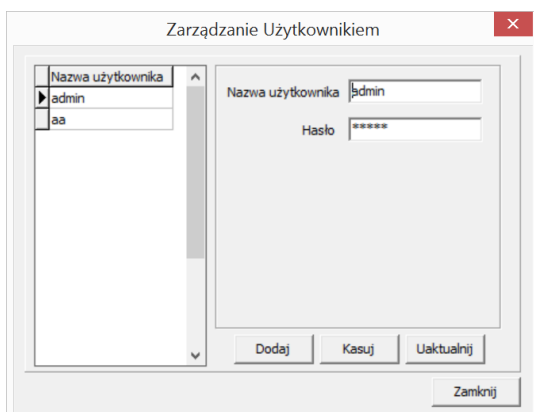 Zarządzanie Użytkownikiem
Nazwa użytkownika
admin
aa
Nazwa użytkownika admin
Hasło *****
Dodaj Kasuj Uaktualnij
Zamknij